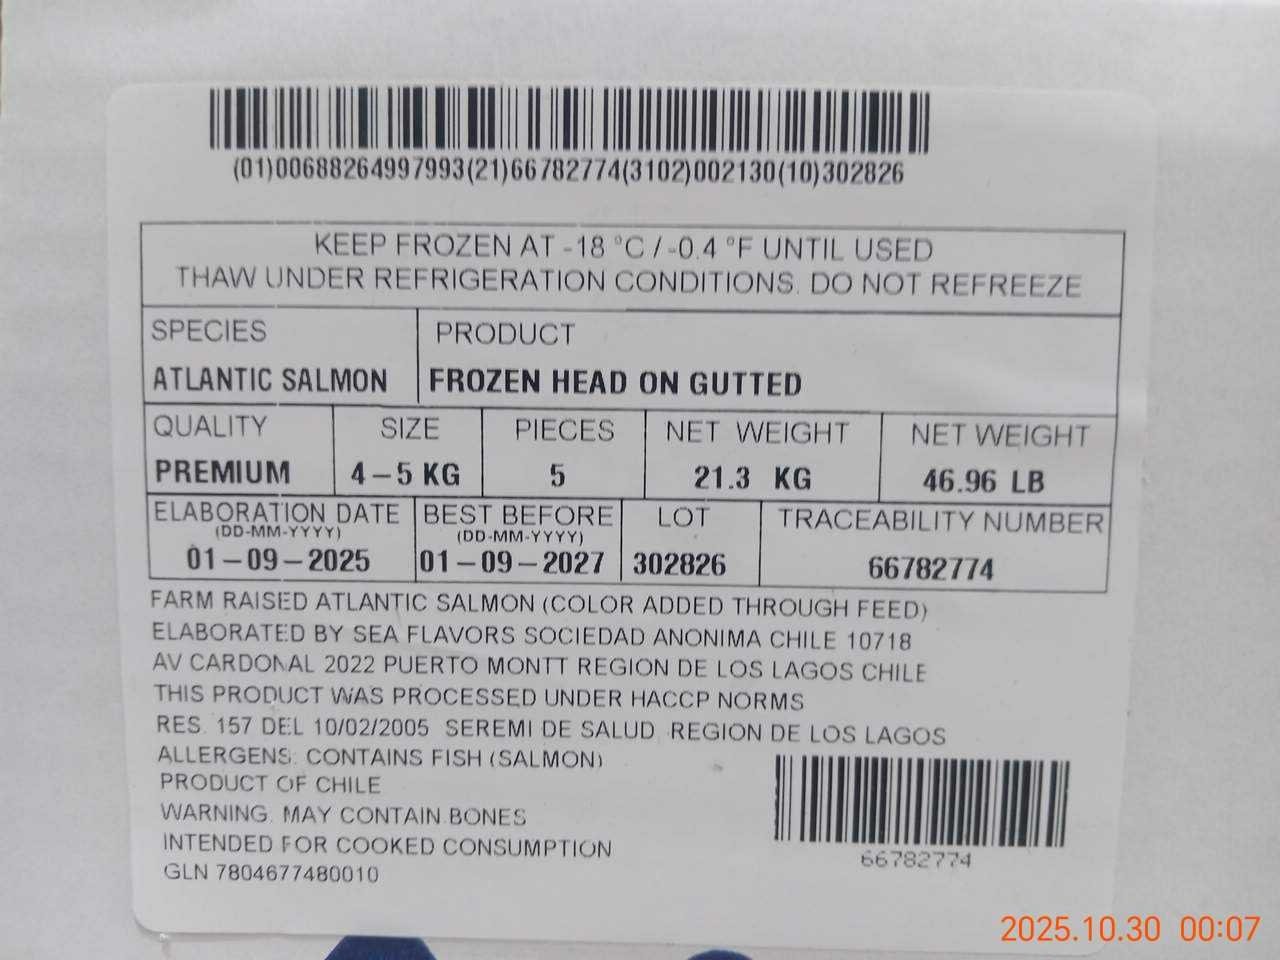 (01)00688264997993(21)66782774(3102)002130(10)302826
KEEP FROZEN AT -18 °C / -0.4 °F UNTIL USED
THAW UNDER REFRIGERATION CONDITIONS. DO NOT REFREEZE
SPECIES PRODUCT
ATLANTIC SALMON FROZEN HEAD ON GUTTED
QUALITY SIZE PIECES NET WEIGHT NET WEIGHT
PREMIUM 4-5 KG 5 21.3 KG 46.96 LB
ELABORATION DATE BEST BEFORE LOT TRACEABILITY NUMBER
(DD-MM-YYYY) (DD-MM-YYYY)
01-09-2025 01-09-2027 302826 66782774
FARM RAISED ATLANTIC SALMON (COLOR ADDED THROUGH FEED)
ELABORATED BY SEA FLAVORS SOCIEDAD ANONIMA CHILE 10718
AV CARDONAL 2022 PUERTO MONTT REGION DE LOS LAGOS CHILE
THIS PRODUCT WAS PROCESSED UNDER HACCP NORMS
RES. 157 DEL 10/02/2005 SEREMI DE SALUD REGION DE LOS LAGOS
ALLERGENS: CONTAINS FISH (SALMON)
PRODUCT OF CHILE
WARNING. MAY CONTAIN BONES
INTENDED FOR COOKED CONSUMPTION
GLN 7804677480010
66782774
2025.10.30 00:07